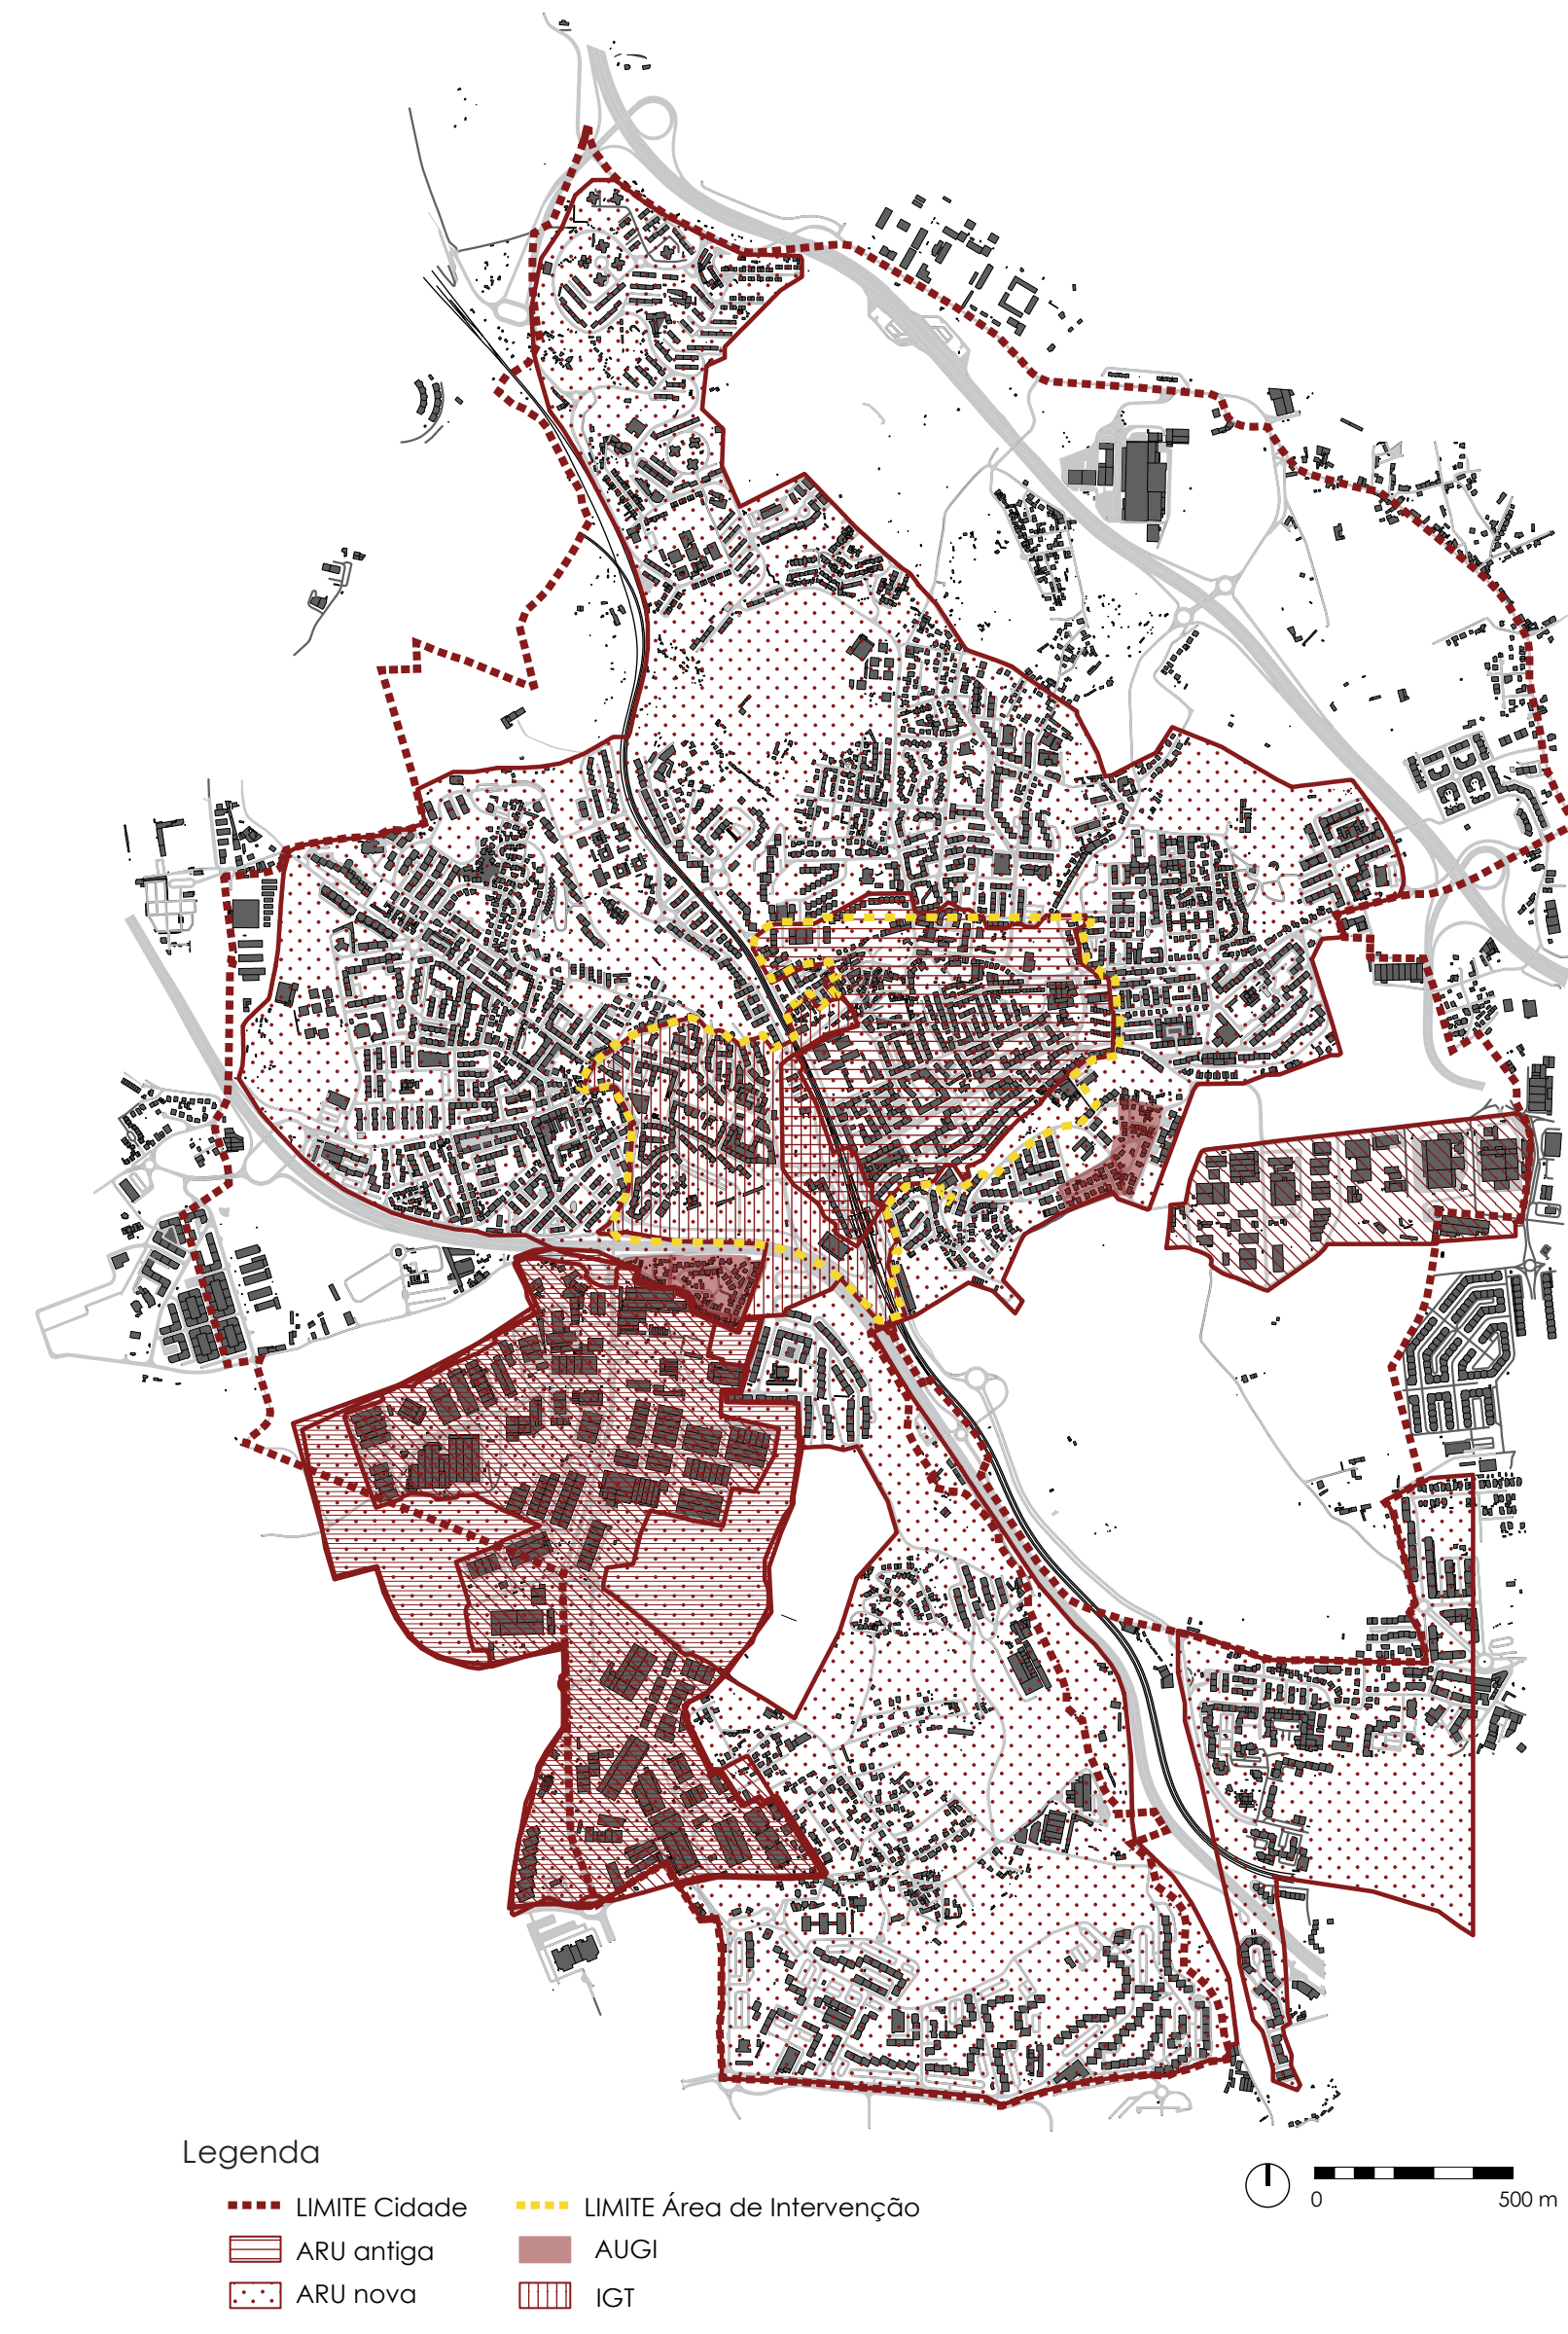 Legenda
LIMITE Cidade
LIMITE Área de Intervenção
ARU antiga
AUGI
ARU nova
IGT
0
500 m